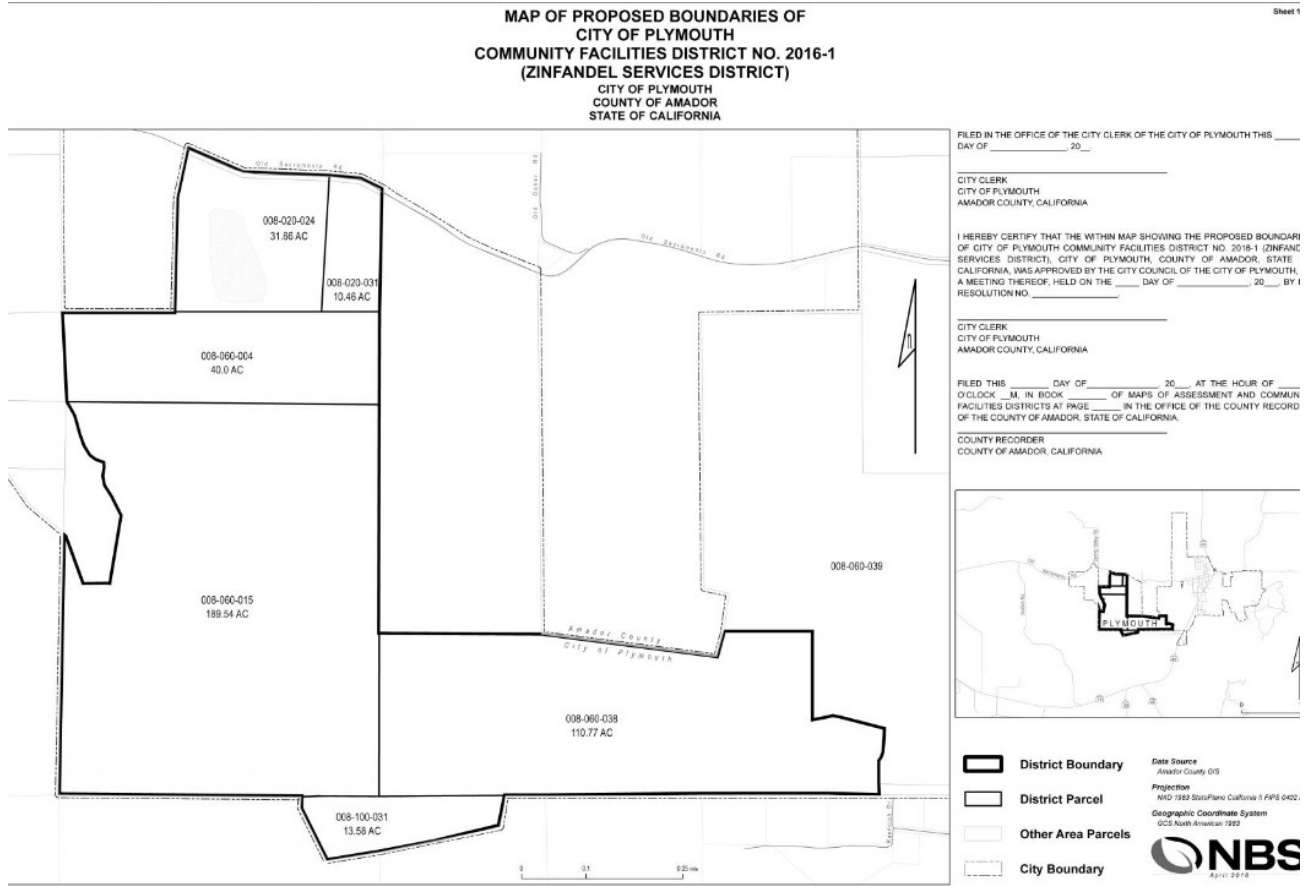 MAP OF PROPOSED BOUNDARIES OF
CITY OF PLYMOUTH
COMMUNITY FACILITIES DISTRICT NO. 2016-1
(ZINFANDEL SERVICES DISTRICT)
CITY OF PLYMOUTH
COUNTY OF AMADOR
STATE OF CALIFORNIA
Sheet 1
Old Sacramento Rd
008-020-024
31.66 AC
008-020-031
10.46 AC
Old Sacramento Rd
008-060-004
40.0 AC
008-060-015
189.54 AC
008-060-039
Amador County
City of Plymouth
008-060-038
110.77 AC
008-100-031
13.58 AC
0 0.1 0.25
FILED IN THE OFFICE OF THE CITY CLERK OF THE CITY OF PLYMOUTH THIS _____
DAY OF ______________, 20__.
CITY CLERK
CITY OF PLYMOUTH
AMADOR COUNTY, CALIFORNIA
I HEREBY CERTIFY THAT THE WITHIN MAP SHOWING THE PROPOSED BOUNDARI
OF CITY OF PLYMOUTH COMMUNITY FACILITIES DISTRICT NO. 2016-1 (ZINFAND
SERVICES DISTRICT), CITY OF PLYMOUTH, COUNTY OF AMADOR, STATE
CALIFORNIA, WAS APPROVED BY THE CITY COUNCIL OF THE CITY OF PLYMOUTH,
A MEETING THEREOF, HELD ON THE _____ DAY OF _____________, 20___, BY I
RESOLUTION NO. _______________.
CITY CLERK
CITY OF PLYMOUTH
AMADOR COUNTY, CALIFORNIA
FILED THIS _______ DAY OF ____________, 20___, AT THE HOUR OF _____
O'CLOCK __M, IN BOOK _______ OF MAPS OF ASSESSMENT AND COMMUN
FACILITIES DISTRICTS AT PAGE _____ IN THE OFFICE OF THE COUNTY RECORD
OF THE COUNTY OF AMADOR, STATE OF CALIFORNIA.
COUNTY RECORDER
COUNTY OF AMADOR, CALIFORNIA
PLYMOUTH
District Boundary
District Parcel
Other Area Parcels
City Boundary
Data Source
Amador County GIS
Projection
NAD 1983 StatePlane California II FIPS 0402
Geographic Coordinate System
GCS North American 1983
NBS
April 2016